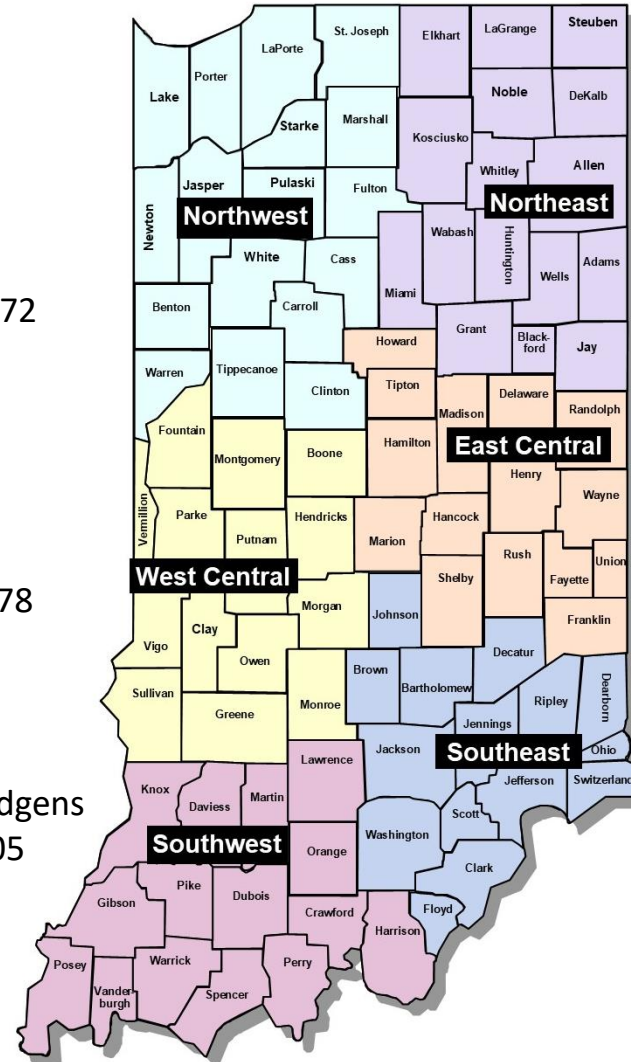 St. Joseph
Elkhart
LaGrange
Steuben
LaPorte
Porter
Lake
Noble
DeKalb
Starke
Marshall
Kosciusko
Allen
Whitley
Jasper
Pulaski
Fulton
Northwest
Northeast
Newton
White
Cass
Wabash
Huntington
Wells
Adams
Miami
72
Benton
Carroll
Grant
Black-
ford
Jay
Howard
Warren
Tippecanoe
Clinton
Tipton
Madison
Delaware
Randolph
Fountain
Montgomery
Boone
Hamilton
East Central
Henry
Wayne
Vermillion
Parke
Putnam
Hendricks
Marion
Hancock
Rush
Fayette
Union
West Central
Shelby
78
Morgan
Johnson
Franklin
Vigo
Clay
Owen
Decatur
Brown
Bartholomew
Ripley
Dearborn
Sullivan
Greene
Monroe
Jennings
Jackson
Southeast
Ohio
Lawrence
Jefferson
Switzerland
Knox
Daviess
Martin
Scott
dgens
05
Southwest
Orange
Washington
Clark
Gibson
Pike
Dubois
Crawford
Floyd
Harrison
Posey
Vander-
burgh
Warrick
Spencer
Perry